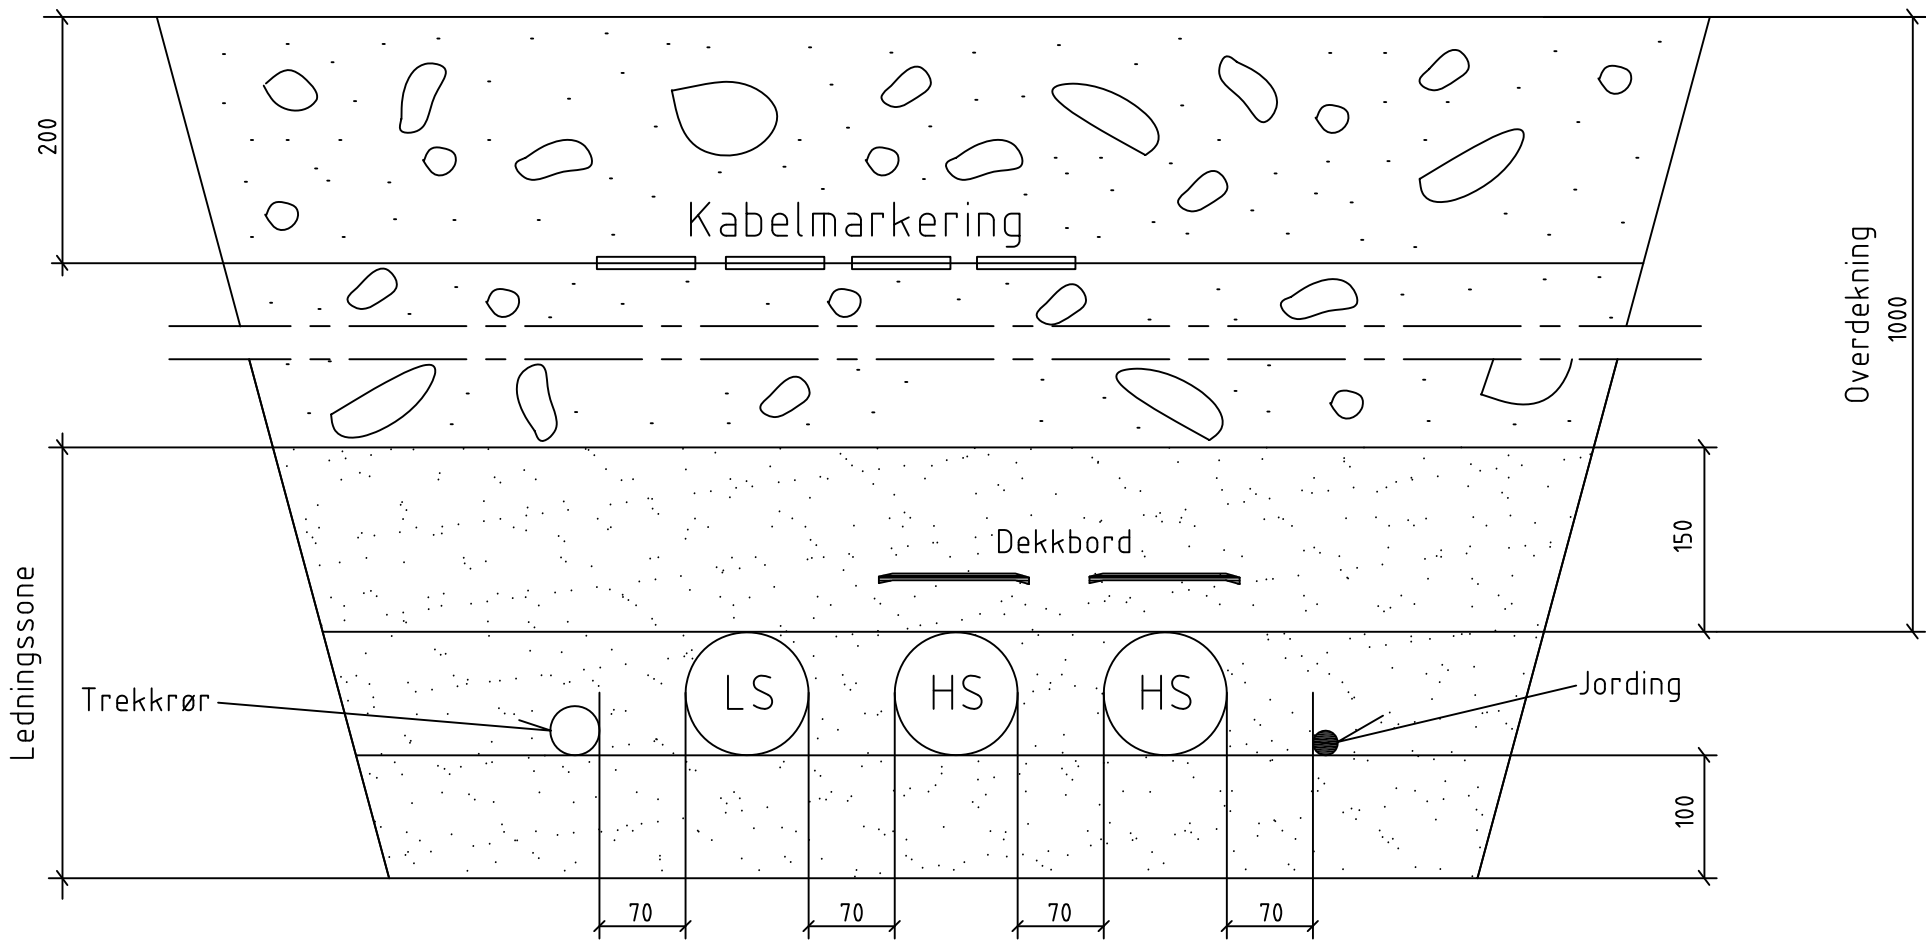 200
Kabelmarkering
Overdekning
1000
Dekkbord
150
Ledningssone
Trekkrør
LS
HS
HS
Jording
100
70
70
70
70